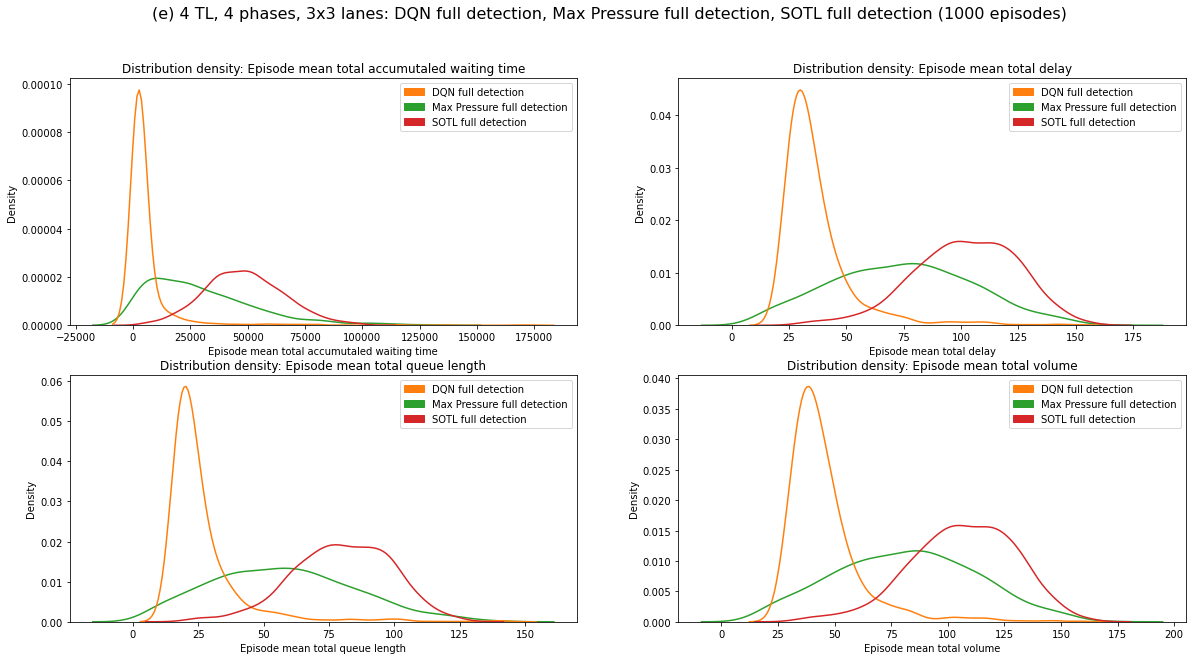 (e) 4 TL, 4 phases, 3x3 lanes: DQN full detection, Max Pressure full detection, SOTL full detection (1000 episodes)
Distribution density: Episode mean total accumutaled waiting time
DQN full detection
Max Pressure full detection
SOTL full detection
0.00010
0.00008
0.00006
0.00004
0.00002
0.00000
Density
−25000 0 25000 50000 75000 100000 125000 150000 175000
Episode mean total accumutaled waiting time
Distribution density: Episode mean total delay
DQN full detection
Max Pressure full detection
SOTL full detection
0.04
0.03
0.02
0.01
0.00
Density
0 25 50 75 100 125 150 175
Episode mean total delay
Distribution density: Episode mean total queue length
DQN full detection
Max Pressure full detection
SOTL full detection
0.06
0.05
0.04
0.03
0.02
0.01
0.00
Density
0 25 50 75 100 125 150
Episode mean total queue length
Distribution density: Episode mean total volume
DQN full detection
Max Pressure full detection
SOTL full detection
0.040
0.035
0.030
0.025
0.020
0.015
0.010
0.005
0.000
Density
0 25 50 75 100 125 150 175 200
Episode mean total volume